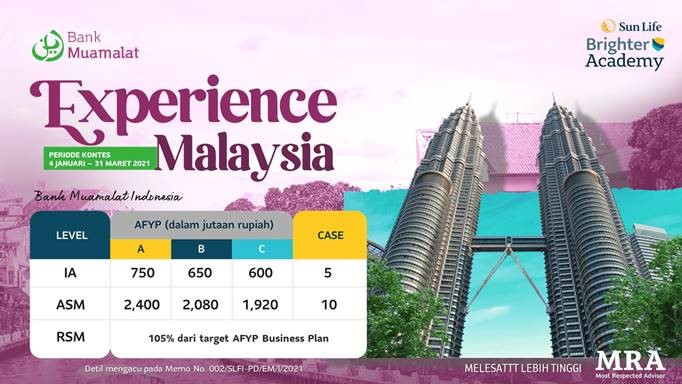 Bank
Muamalat
Sun Life
Brighter
Academy
Experience
Malaysia
PERIODE KONTES
4 JANUARI – 31 MARET 2021
Bank Muamalat Indonesia
LEVEL AFYP (dalam jutaan rupiah) CASE
A B C
IA 750 650 600 5
ASM 2,400 2,080 1,920 10
RSM 105% dari target AFYP Business Plan
Detil mengacu pada Memo No. 002/SLFI-PD/EM/I/2021
MELESATTT LEBIH TINGGI
MRA
Most Respected Advisor